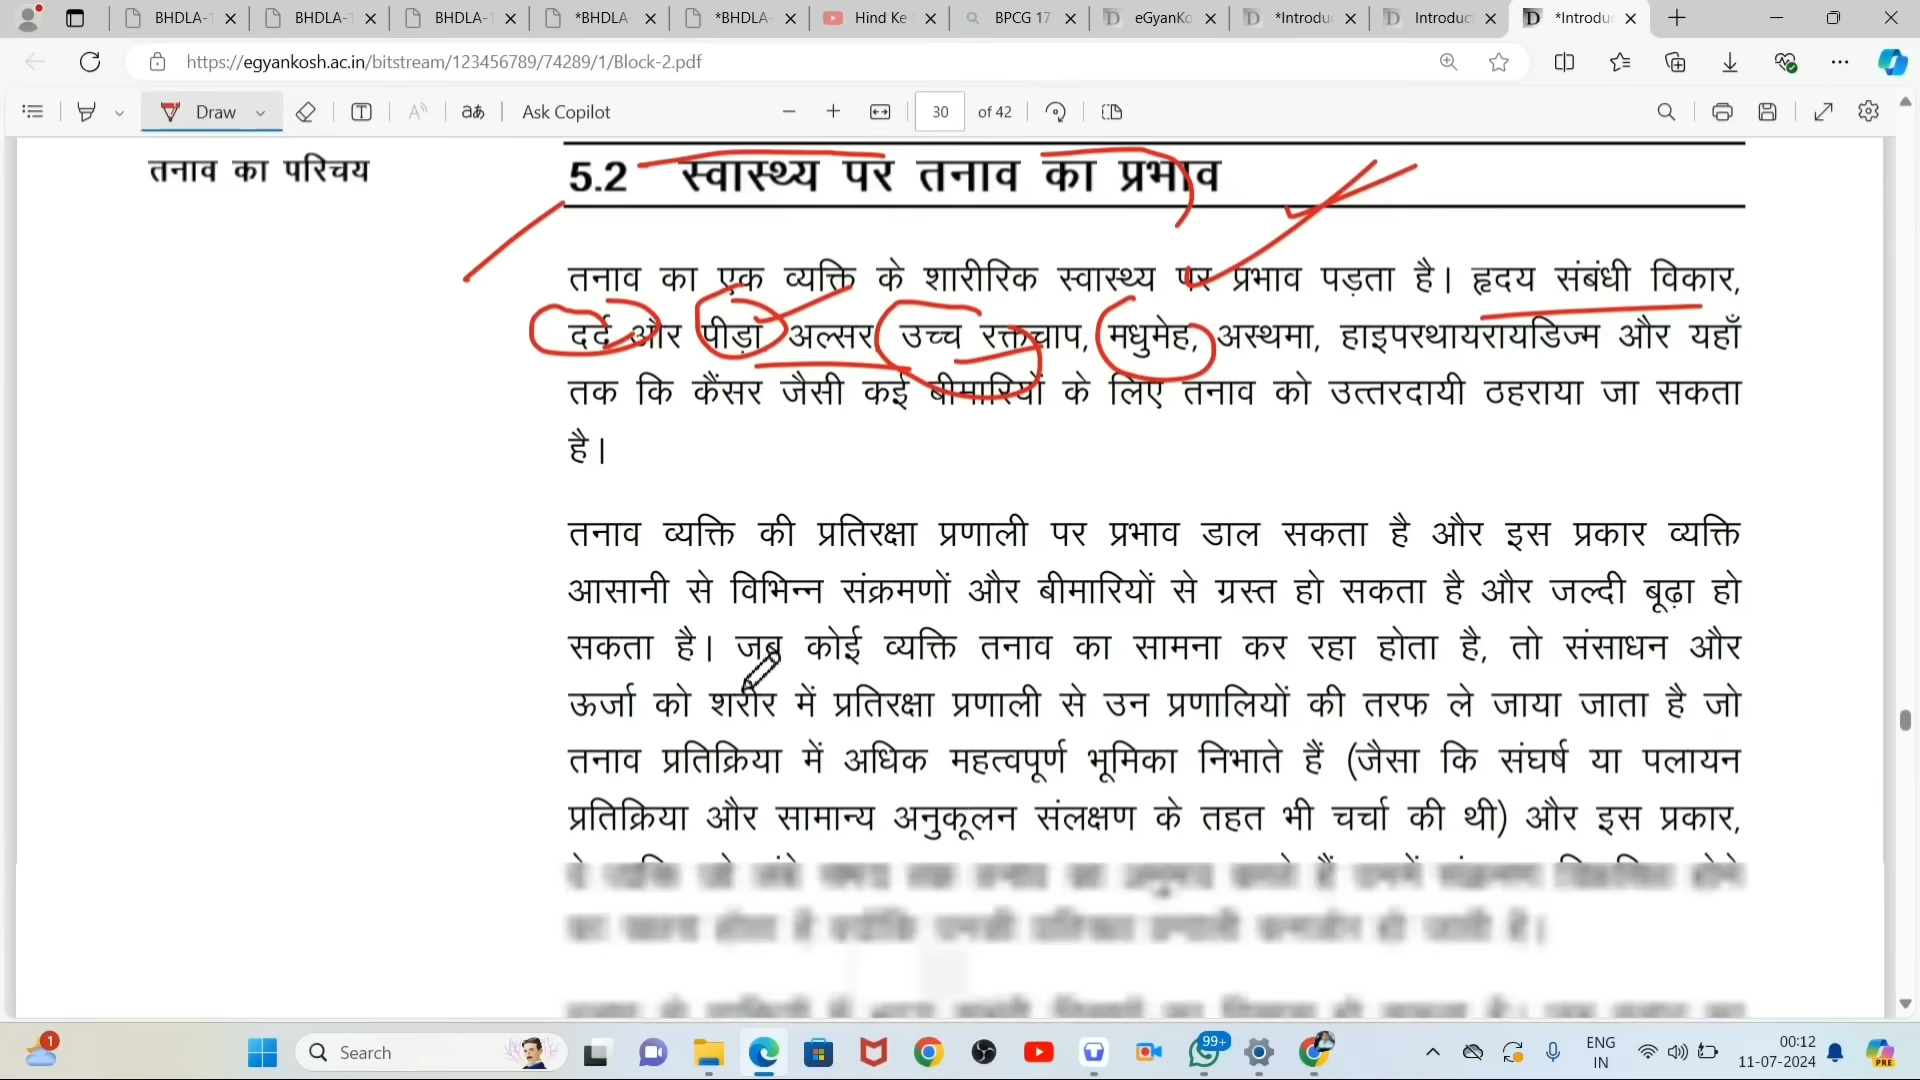 BHDLA-1
BHDLA-1
BHDLA-1
*BHDLA-
*BHDLA-
Hind Ke
BPCG 17
eGyanKo
*Introdu
Introduc
*Introdu
https://egyankosh.ac.in/bitstream/123456789/74289/1/Block-2.pdf
Draw
Ask Copilot
30 of 42
तनाव का परिचय
5.2 स्वास्थ्य पर तनाव का प्रभाव
तनाव का एक व्यक्ति के शारीरिक स्वास्थ्य पर प्रभाव पड़ता है। हृदय संबंधी विकार,
दर्द और पीड़ा अल्सर, उच्च रक्तचाप, मधुमेह, अस्थमा, हाइपरथायरायडिज्म और यहाँ
तक कि कैंसर जैसी कई बीमारियों के लिए तनाव को उत्तरदायी ठहराया जा सकता
है।
तनाव व्यक्ति की प्रतिरक्षा प्रणाली पर प्रभाव डाल सकता है और इस प्रकार व्यक्ति
आसानी से विभिन्न संक्रमणों और बीमारियों से ग्रस्त हो सकता है और जल्दी बूढ़ा हो
सकता है। जब कोई व्यक्ति तनाव का सामना कर रहा होता है, तो संसाधन और
ऊर्जा को शरीर में प्रतिरक्षा प्रणाली से उन प्रणालियों की तरफ ले जाया जाता है जो
तनाव प्रतिक्रिया में अधिक महत्वपूर्ण भूमिका निभाते हैं (जैसा कि संघर्ष या पलायन
प्रतिक्रिया और सामान्य अनुकूलन संलक्षण के तहत भी चर्चा की थी) और इस प्रकार,
1
Search
99+
ENG
IN
00:12
11-07-2024
PRE